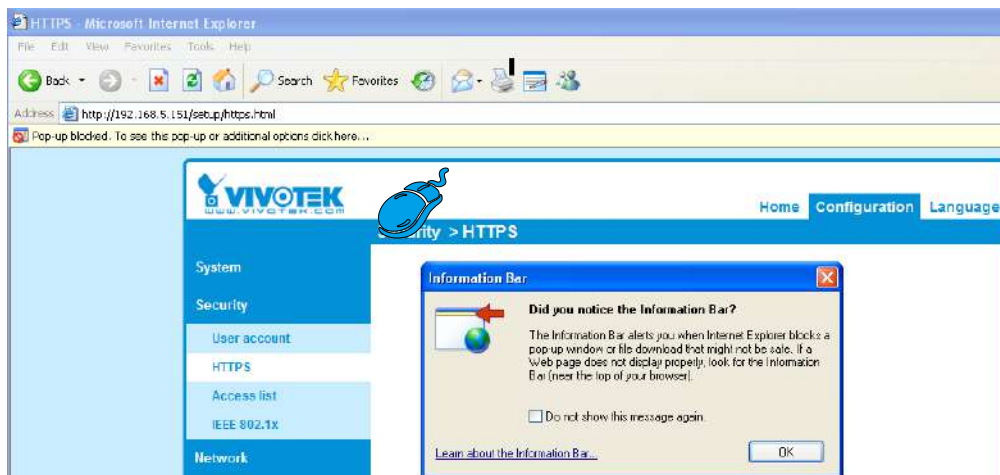 HTTPS - Microsoft Internet Explorer
File Edit View Favorites Tools Help
Back Search Favorites
Address http://192.168.5.151/setup/https.html
Pop-up blocked. To see this pop-up or additional options click here...
VIVOTEK
www.vivotek.com
Home Configuration Language
rity > HTTPS
System
Security
User account
HTTPS
Access list
IEEE 802.1x
Network
Information Bar
Did you notice the Information Bar?
The Information Bar alerts you when Internet Explorer blocks a
pop-up window or file download that might not be safe. If a
Web page does not display properly, look for the Information
Bar (near the top of your browser).
Do not show this message again.
Learn about the Information Bar...
OK